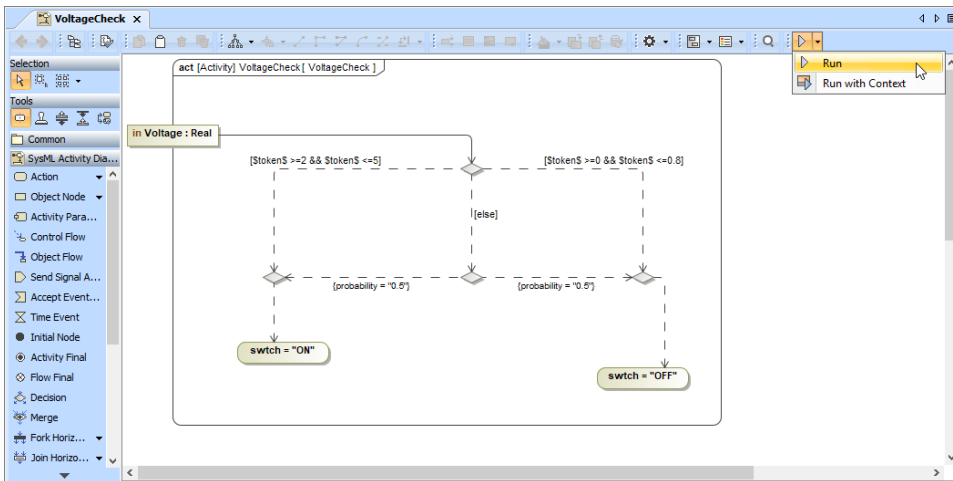 VoltageCheck
Selection
Tools
Common
SysML Activity Dia...
Action
Object Node
Activity Para...
Control Flow
Object Flow
Send Signal A...
Accept Event...
Time Event
Initial Node
Activity Final
Flow Final
Decision
Merge
Fork Horiz...
Join Horizo...
act [Activity] VoltageCheck[ VoltageCheck ]
in Voltage : Real
[$token$ >=2 && $token$ <=5]
[$token$ >=0 && $token$ <=0.8]
[else]
{probability = "0.5"}
{probability = "0.5"}
swtch = "ON"
swtch = "OFF"
Run
Run with Context